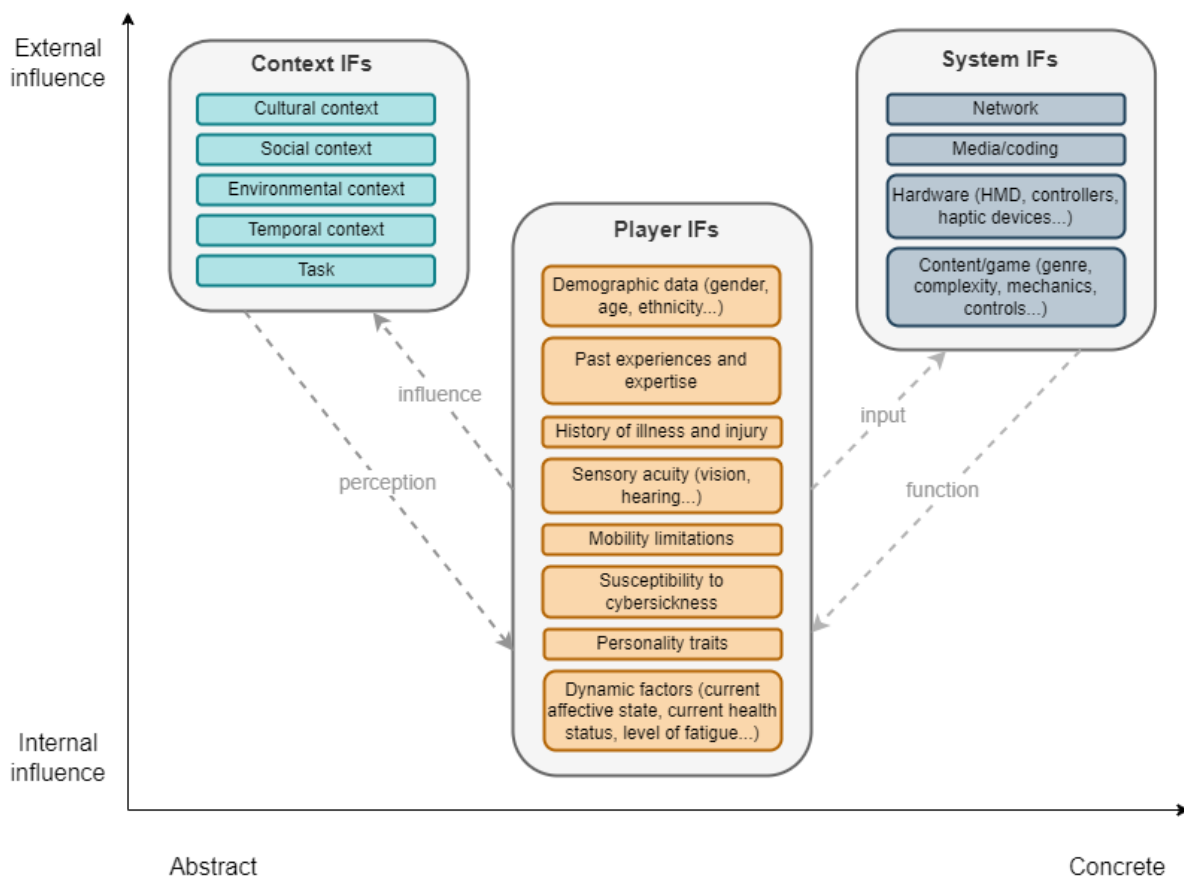 External
influence
Context IFs
Cultural context
Social context
Environmental context
Temporal context
Task
System IFs
Network
Media/coding
Hardware (HMD, controllers,
haptic devices...)
Content/game (genre,
complexity, mechanics,
controls...)
Player IFs
Demographic data (gender,
age, ethnicity...)
Past experiences and
expertise
History of illness and injury
Sensory acuity (vision,
hearing...)
Mobility limitations
Susceptibility to
cybersickness
Personality traits
Dynamic factors (current
affective state, current health
status, level of fatigue...)
influence
perception
input
function
Internal
influence
Abstract
Concrete